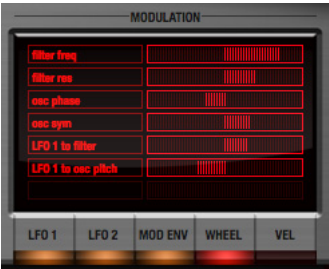 MODULATION
filter freq
filter res
osc phase
osc sym
LFO 1 to filter
LFO 1 to osc pitch
LFO 1 LFO 2 MOD ENV WHEEL VEL